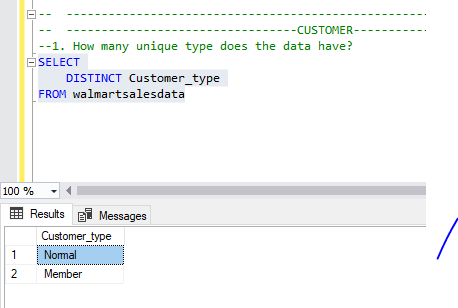 -- -- --------------------------------------------------
-- --------------------------------CUSTOMER--------------
--1. How many unique type does the data have?
SELECT
DISTINCT Customer_type
FROM walmartsalesdata
100 %
Results Messages
Customer_type
1 Normal
2 Member